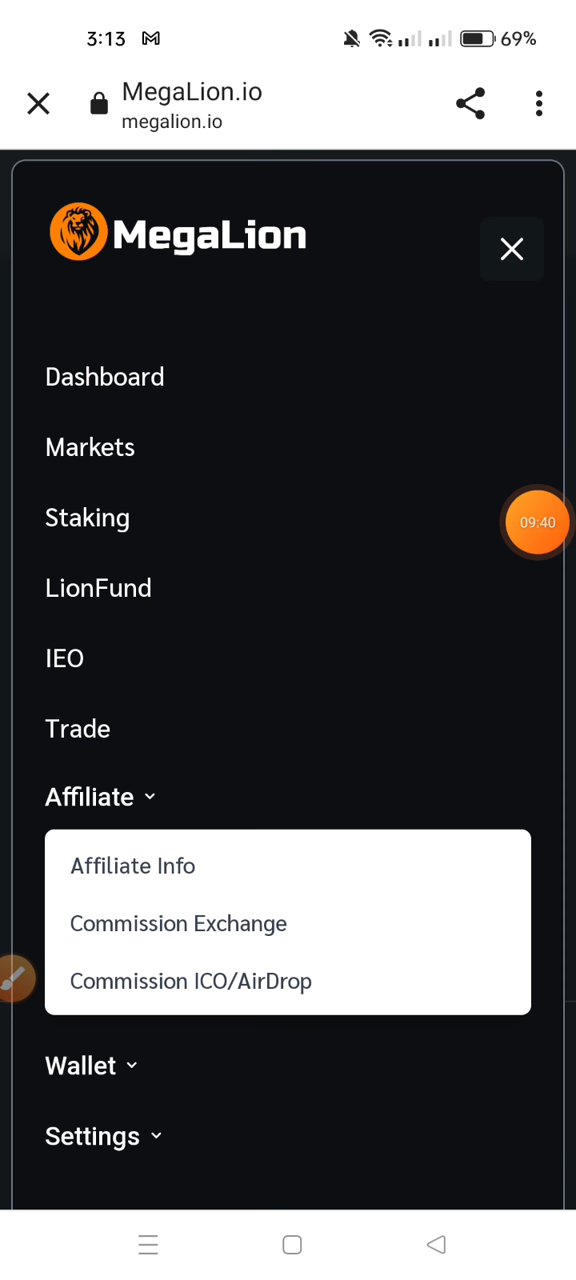 3:13
69%
MegaLion.io
megalion.io
MegaLion
Dashboard
Markets
Staking
09:40
LionFund
IEO
Trade
Affiliate
Affiliate Info
Commission Exchange
Commission ICO/AirDrop
Wallet
Settings